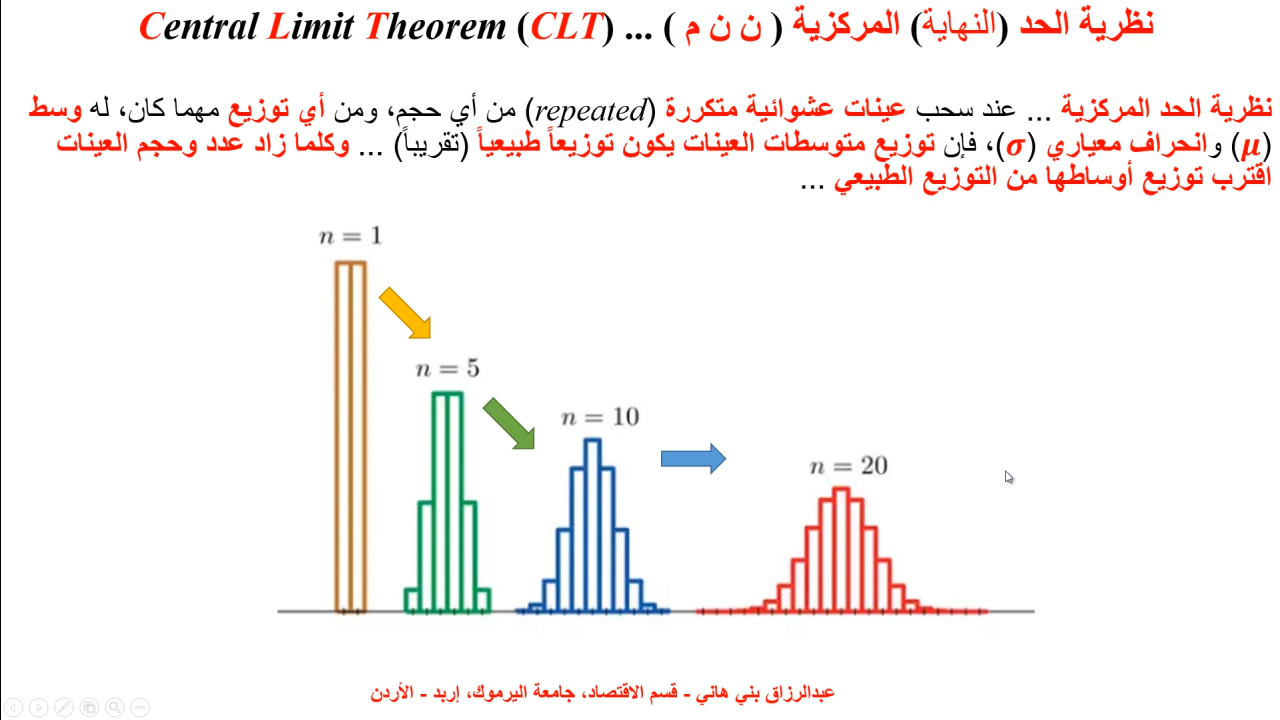 نظرية الحد (النهاية) المركزية ( ن ن م ) ... Central Limit Theorem (CLT)
نظرية الحد المركزية ... عند سحب عينات عشوائية متكررة (repeated) من أي حجم، ومن أي توزيع مهما كان، له وسط
(μ) وانحراف معياري (σ)، فإن توزيع متوسطات العينات يكون توزيعاً طبيعياً (تقريباً) ... وكلما زاد عدد وحجم العينات
اقترب توزيع أوساطها من التوزيع الطبيعي ...
n = 1
n = 5
n = 10
n = 20
عبدالرزاق بني هاني - قسم الاقتصاد، جامعة اليرموك، إربد - الأردن